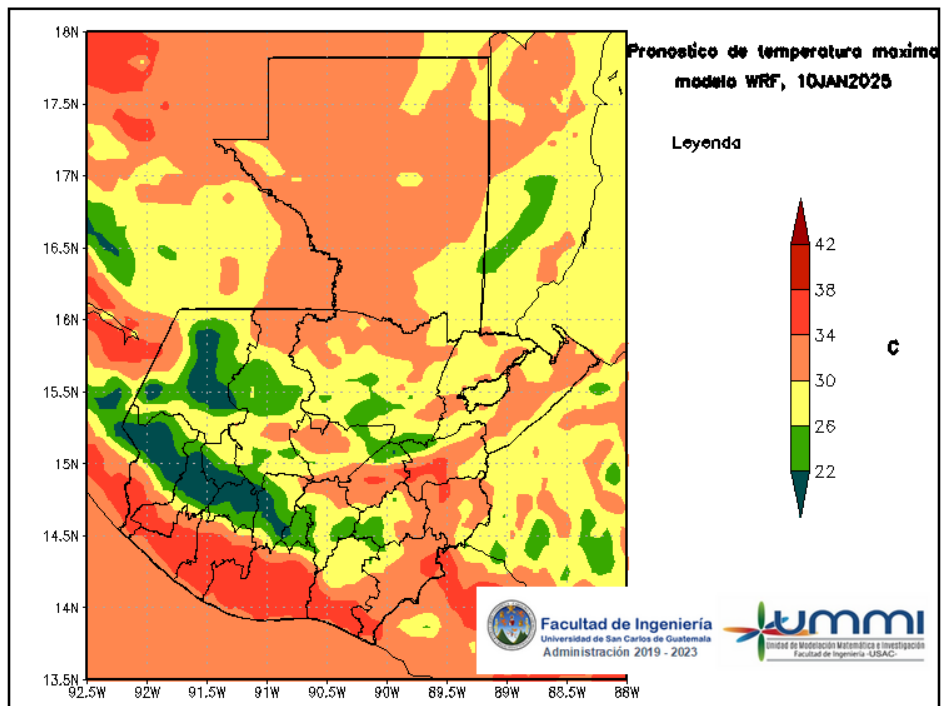 Pronostico de temperatura maxima
modelo WRF, 10JAN2025
Leyenda
42
38
34
30
26
22
C
18N
17.5N
17N
16.5N
16N
15.5N
15N
14.5N
14N
13.5N
92.5W
92W
91.5W
91W
90.5W
90W
89.5W
89W
88.5W
88W
Facultad de Ingeniería
Universidad de San Carlos de Guatemala
Administración 2019 - 2023
UMMI
Unidad de Modelación Matemática e Investigación
Facultad de Ingeniería -USAC-